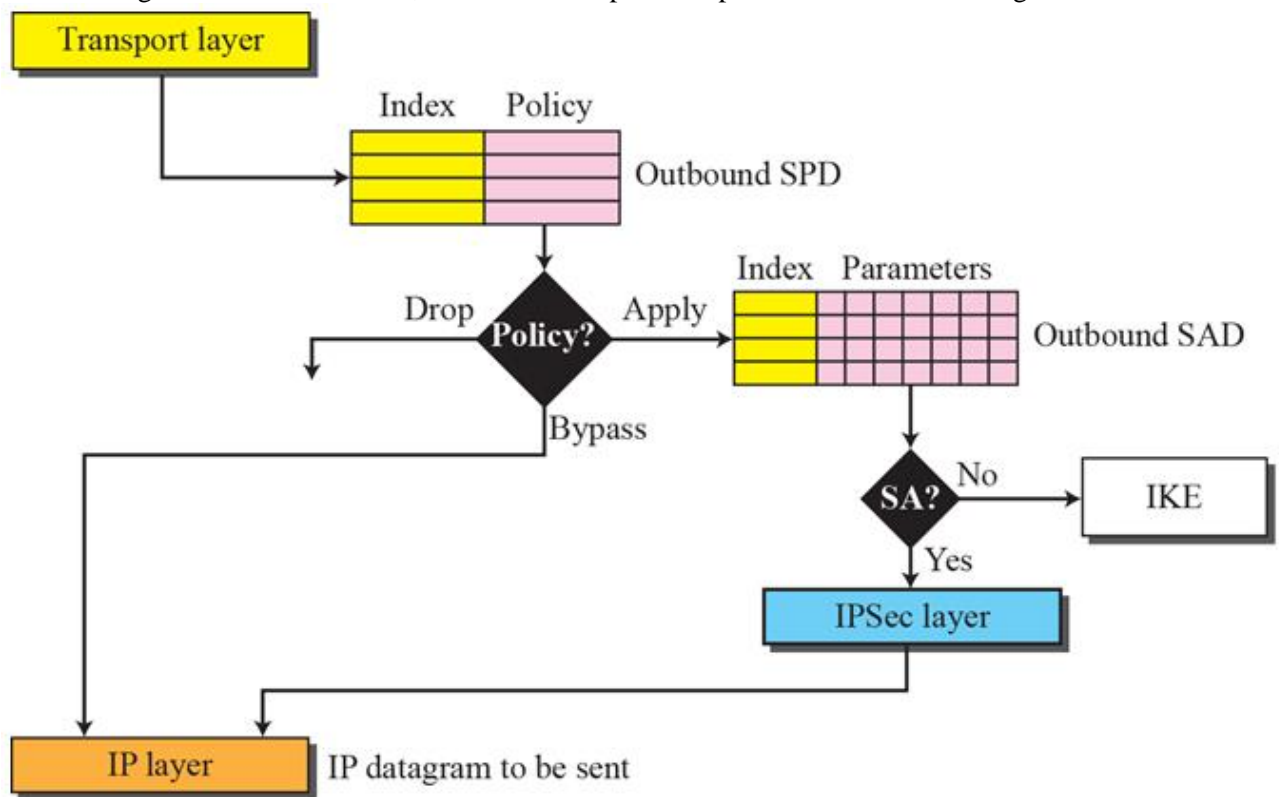 Transport layer
Index Policy
Outbound SPD
Index Parameters
Drop
Policy?
Apply
Outbound SAD
Bypass
SA?
No
IKE
Yes
IPSec layer
IP layer
IP datagram to be sent